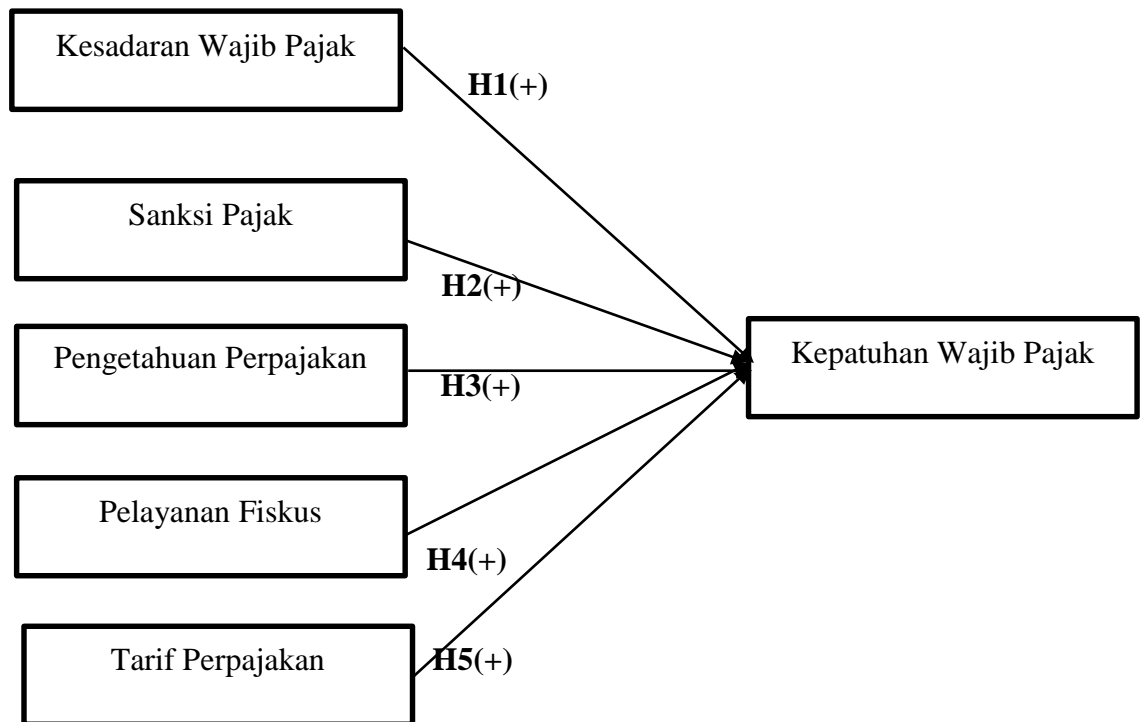 Kesadaran Wajib Pajak
H1(+)
Sanksi Pajak
H2(+)
Pengetahuan Perpajakan
H3(+)
Kepatuhan Wajib Pajak
Pelayanan Fiskus
H4(+)
Tarif Perpajakan
H5(+)